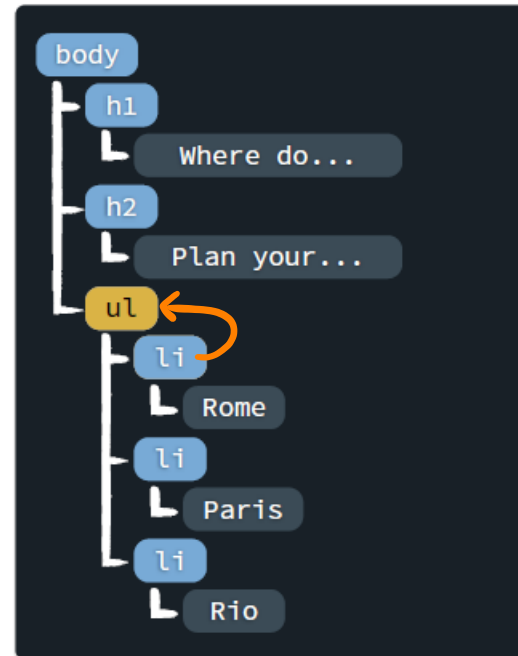 body
h1
Where do...
h2
Plan your...
ul
li
Rome
li
Paris
li
Rio